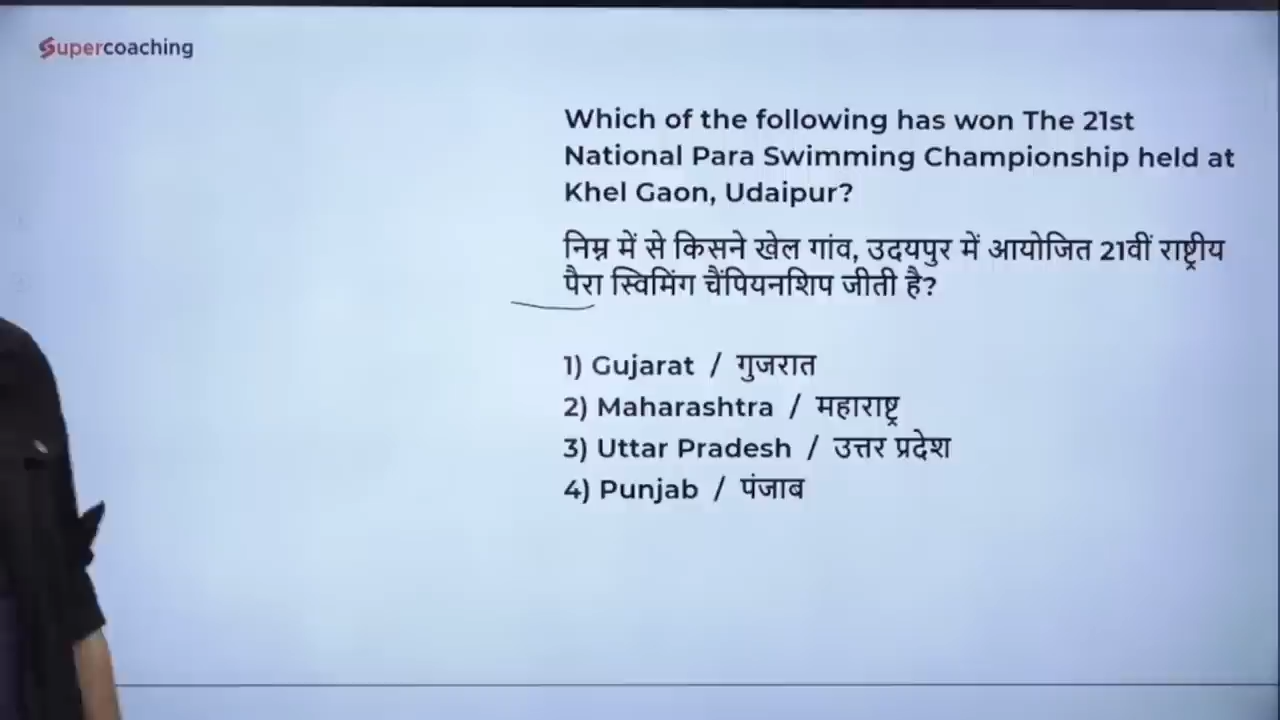 Supercoaching
Which of the following has won The 21st
National Para Swimming Championship held at
Khel Gaon, Udaipur?
निम्न में से किसने खेल गांव, उदयपुर में आयोजित 21वीं राष्ट्रीय
पैरा स्विमिंग चैंपियनशिप जीती है?
1) Gujarat / गुजरात
2) Maharashtra / महाराष्ट्र
3) Uttar Pradesh / उत्तर प्रदेश
4) Punjab / पंजाब